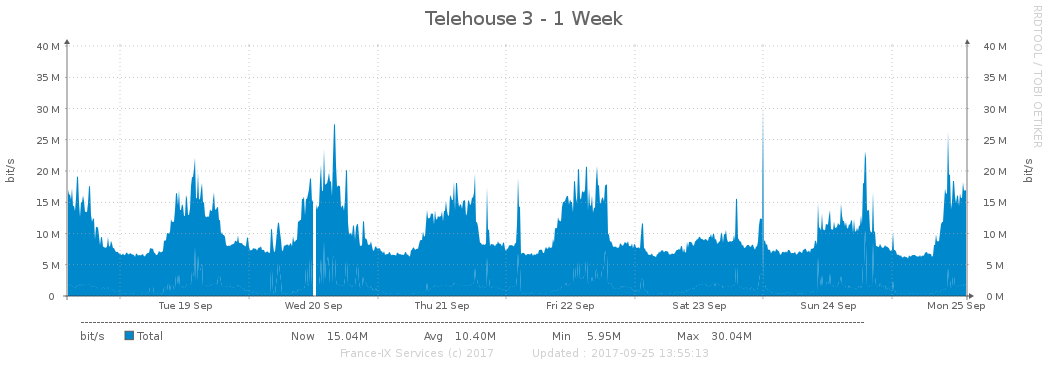 Telehouse 3 - 1 Week
RRDTOOL / TOBI OETIKER
40 M 40 M
35 M 35 M
30 M 30 M
25 M 25 M
20 M 20 M
15 M 15 M
10 M 10 M
5 M 5 M
0 0 M
bit/s bit/s
Tue 19 Sep Wed 20 Sep Thu 21 Sep Fri 22 Sep Sat 23 Sep Sun 24 Sep Mon 25 Sep
bit/s Total Now 15.04M Avg 10.40M Min 5.95M Max 30.04M
France-IX Services (c) 2017 Updated : 2017-09-25 13:55:13